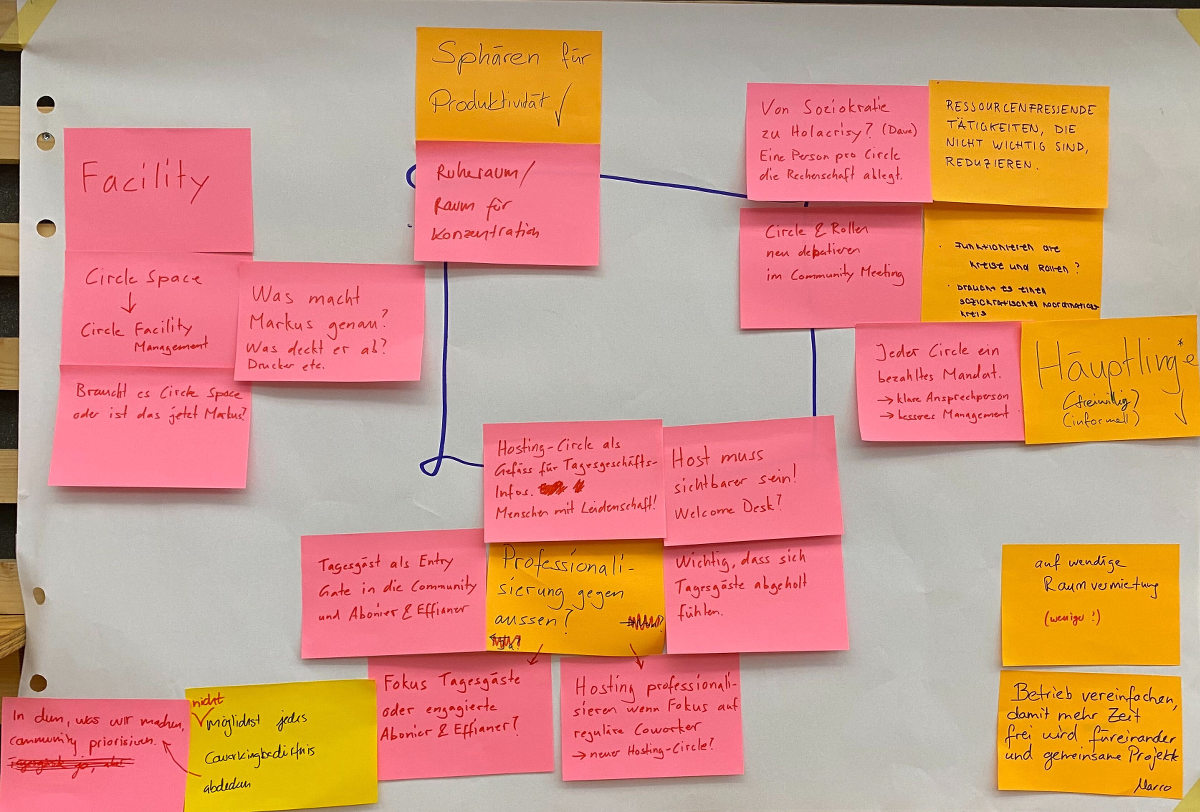 Sphären für
Produktivität ✓
Ruheraum/
Raum für
Konzentration
Facility
Circle Space
↓
Circle Facility
Management
Was macht
Markus genau?
Was deckt er ab?
Drucker etc.
Braucht es Circle Space
oder ist das jetzt Markus?
Von Soziokratie
zu Holacrisy? (Dave)
Eine Person pro Circle
die Rechenschaft ablegt.
RESSOURCENFRESSENDE
TÄTIGKEITEN, DIE
NICHT WICHTIG SIND,
REDUZIEREN.
Circle & Rollen
neu debatieren
im Community Meeting
· Funktionieren die
Kreise und Rollen?
· Braucht es einen
soziokratischen Koordinations-
kreis
Jeder Circle ein
bezahltes Mandat.
→ klare Ansprechperson
→ besseres Management
Häuptling*e
(freiwillig)
(informell) ✓
Hosting-Circle als
Gefäss für Tagesgeschäfts-
Infos.
Menschen mit Leidenschaft!
Host muss
sichtbarer sein!
Welcome Desk?
Tagesgäst als Entry
Gate in die Community
und Abonier & Effianer
Professionali-
sierung gegen
aussen?
Wichtig, dass sich
Tagesgäste abgeholt
fühlen.
Fokus Tagesgäste
oder engagierte
Abonier & Effianer?
Hosting professionali-
sieren wenn Fokus auf
reguläre Coworker
→ neuer Hosting-Circle?
In dem, was wir machen,
community priorisieren.
nicht
möglichst jedes
Coworkingbedürfnis
abdecken
aufwendige
Raumvermietung
(weniger!)
Betrieb vereinfachen,
damit mehr Zeit
frei wird füreinander
und gemeinsame Projekte
Marco